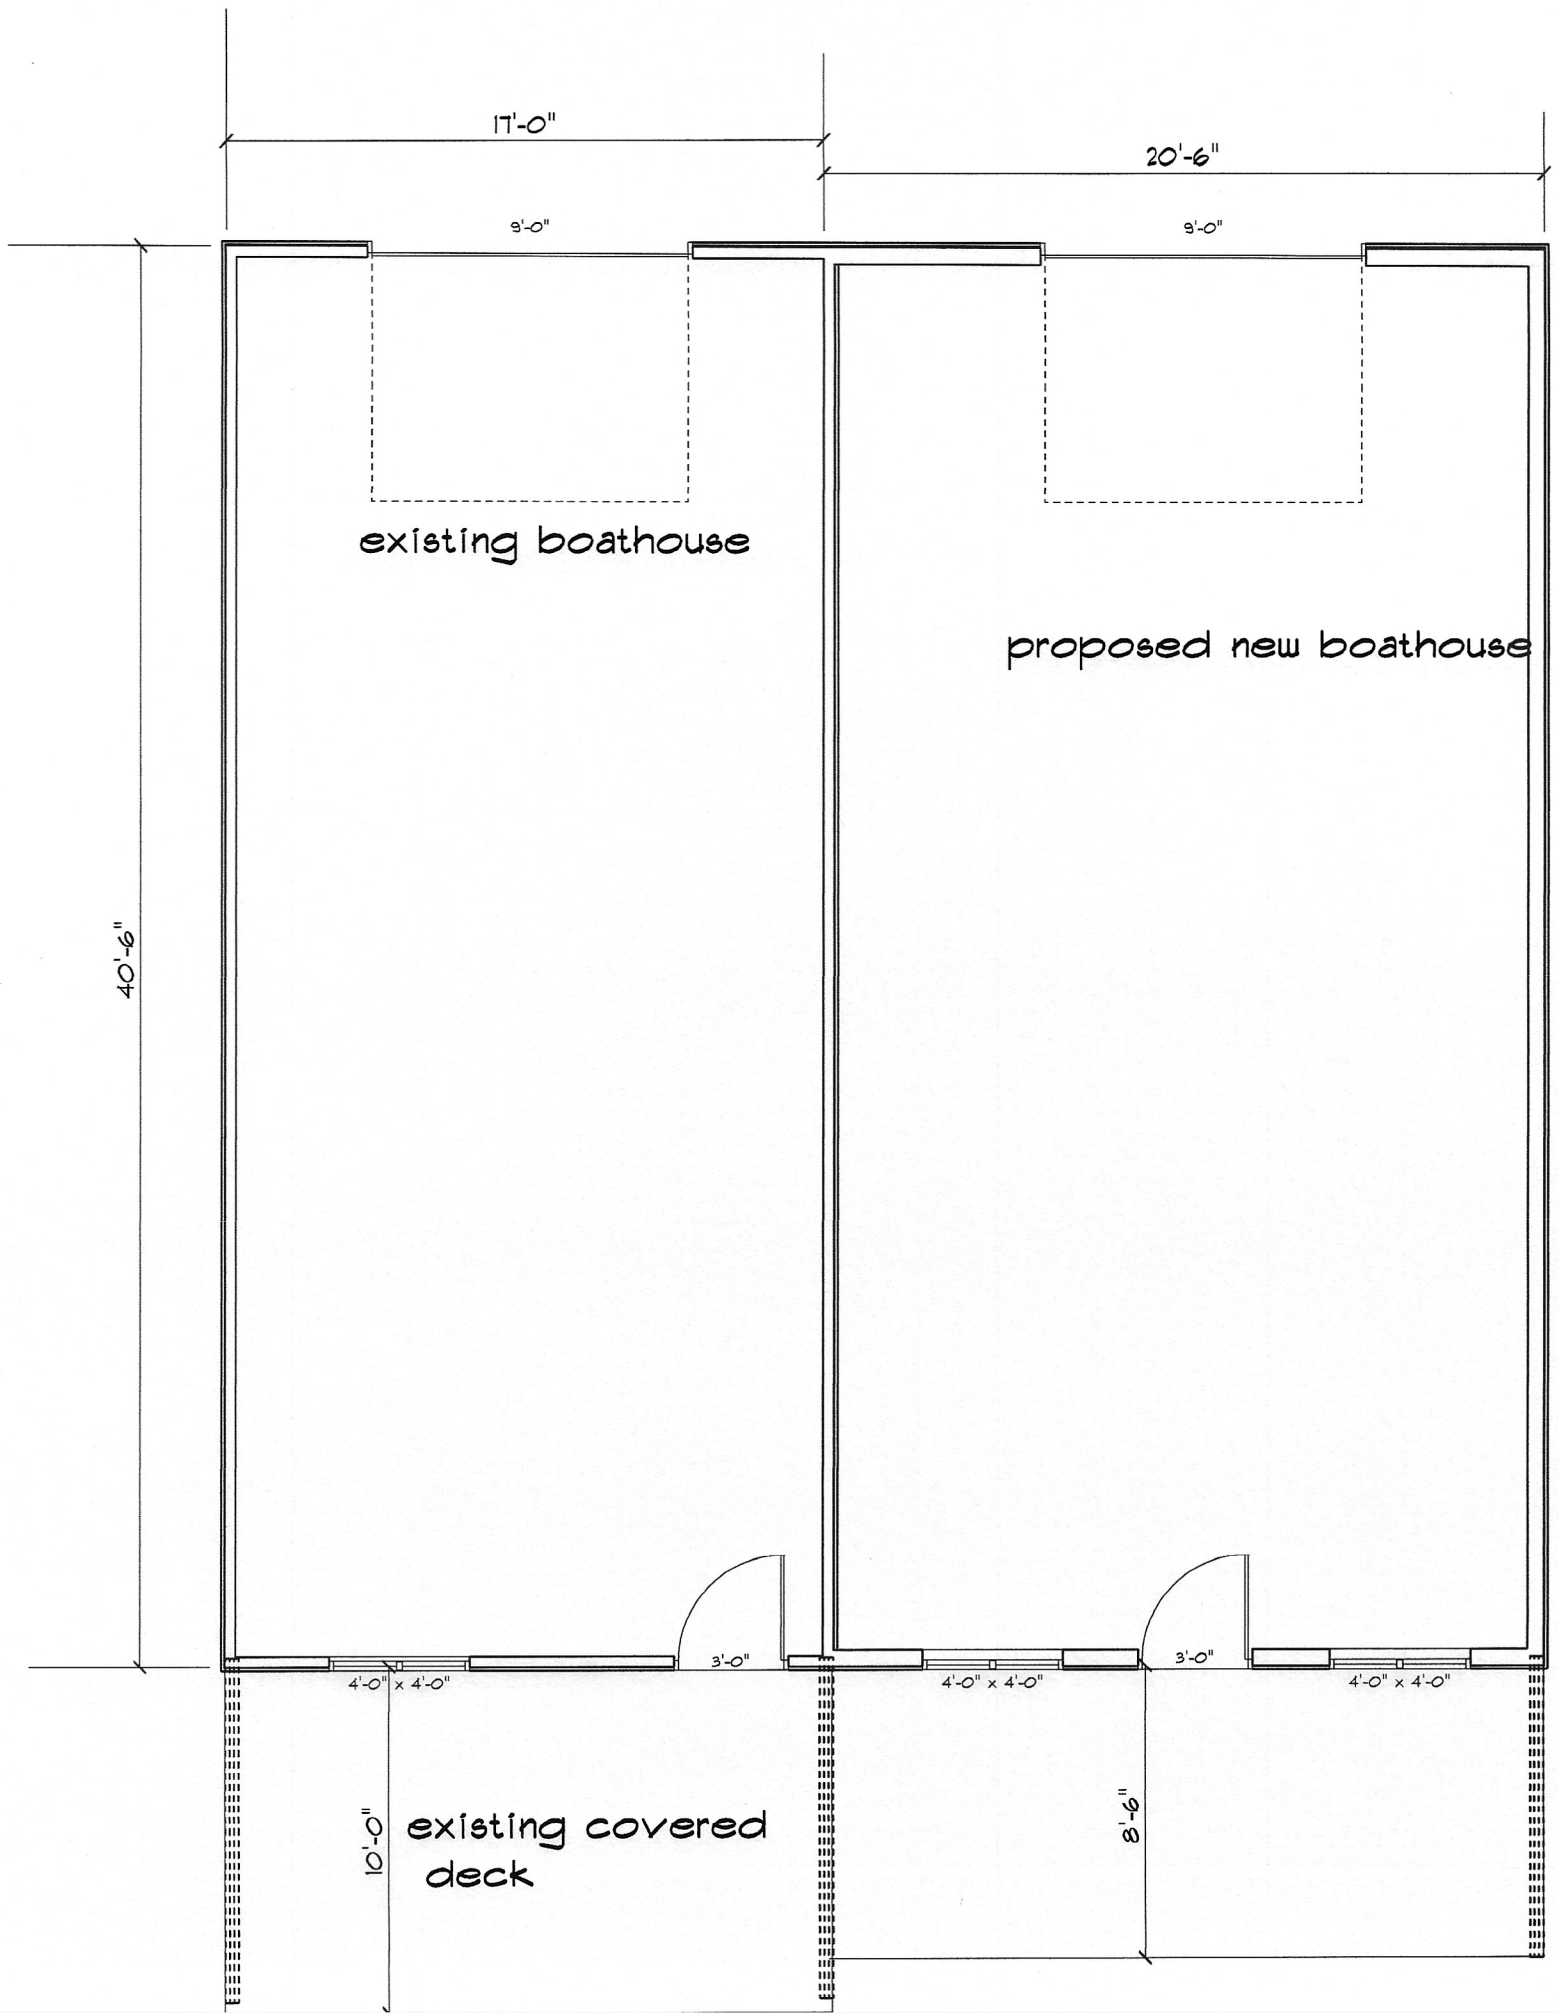 17'-0"
20'-6"
9'-0"
9'-0"
existing boathouse
proposed new boathouse
40'-6"
3'-0"
3'-0"
4'-0" x 4'-0"
4'-0" x 4'-0"
4'-0" x 4'-0"
10'-0"
existing covered
deck
8'-6"